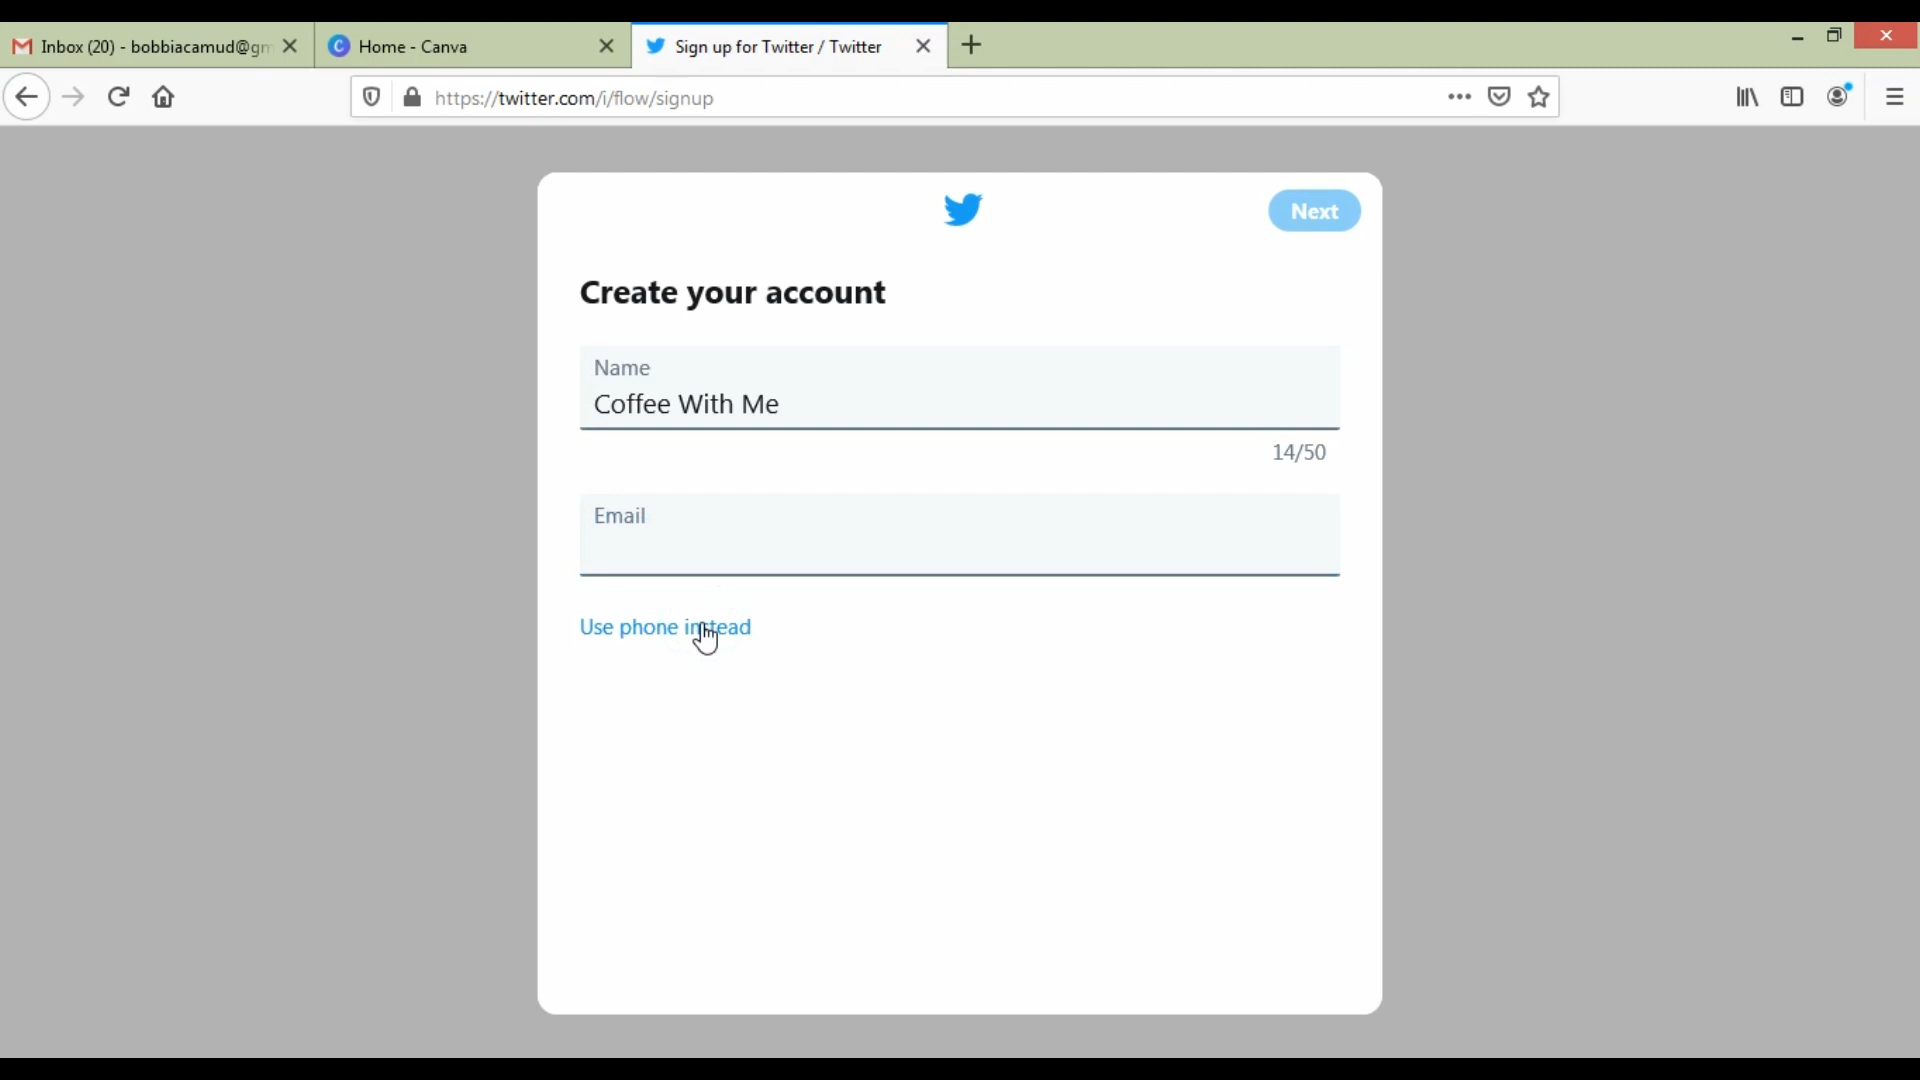 Inbox (20) - bobbiacamud@gm
Home - Canva
Sign up for Twitter / Twitter
https://twitter.com/i/flow/signup
Next
Create your account
Name
Coffee With Me
14/50
Email
Use phone instead